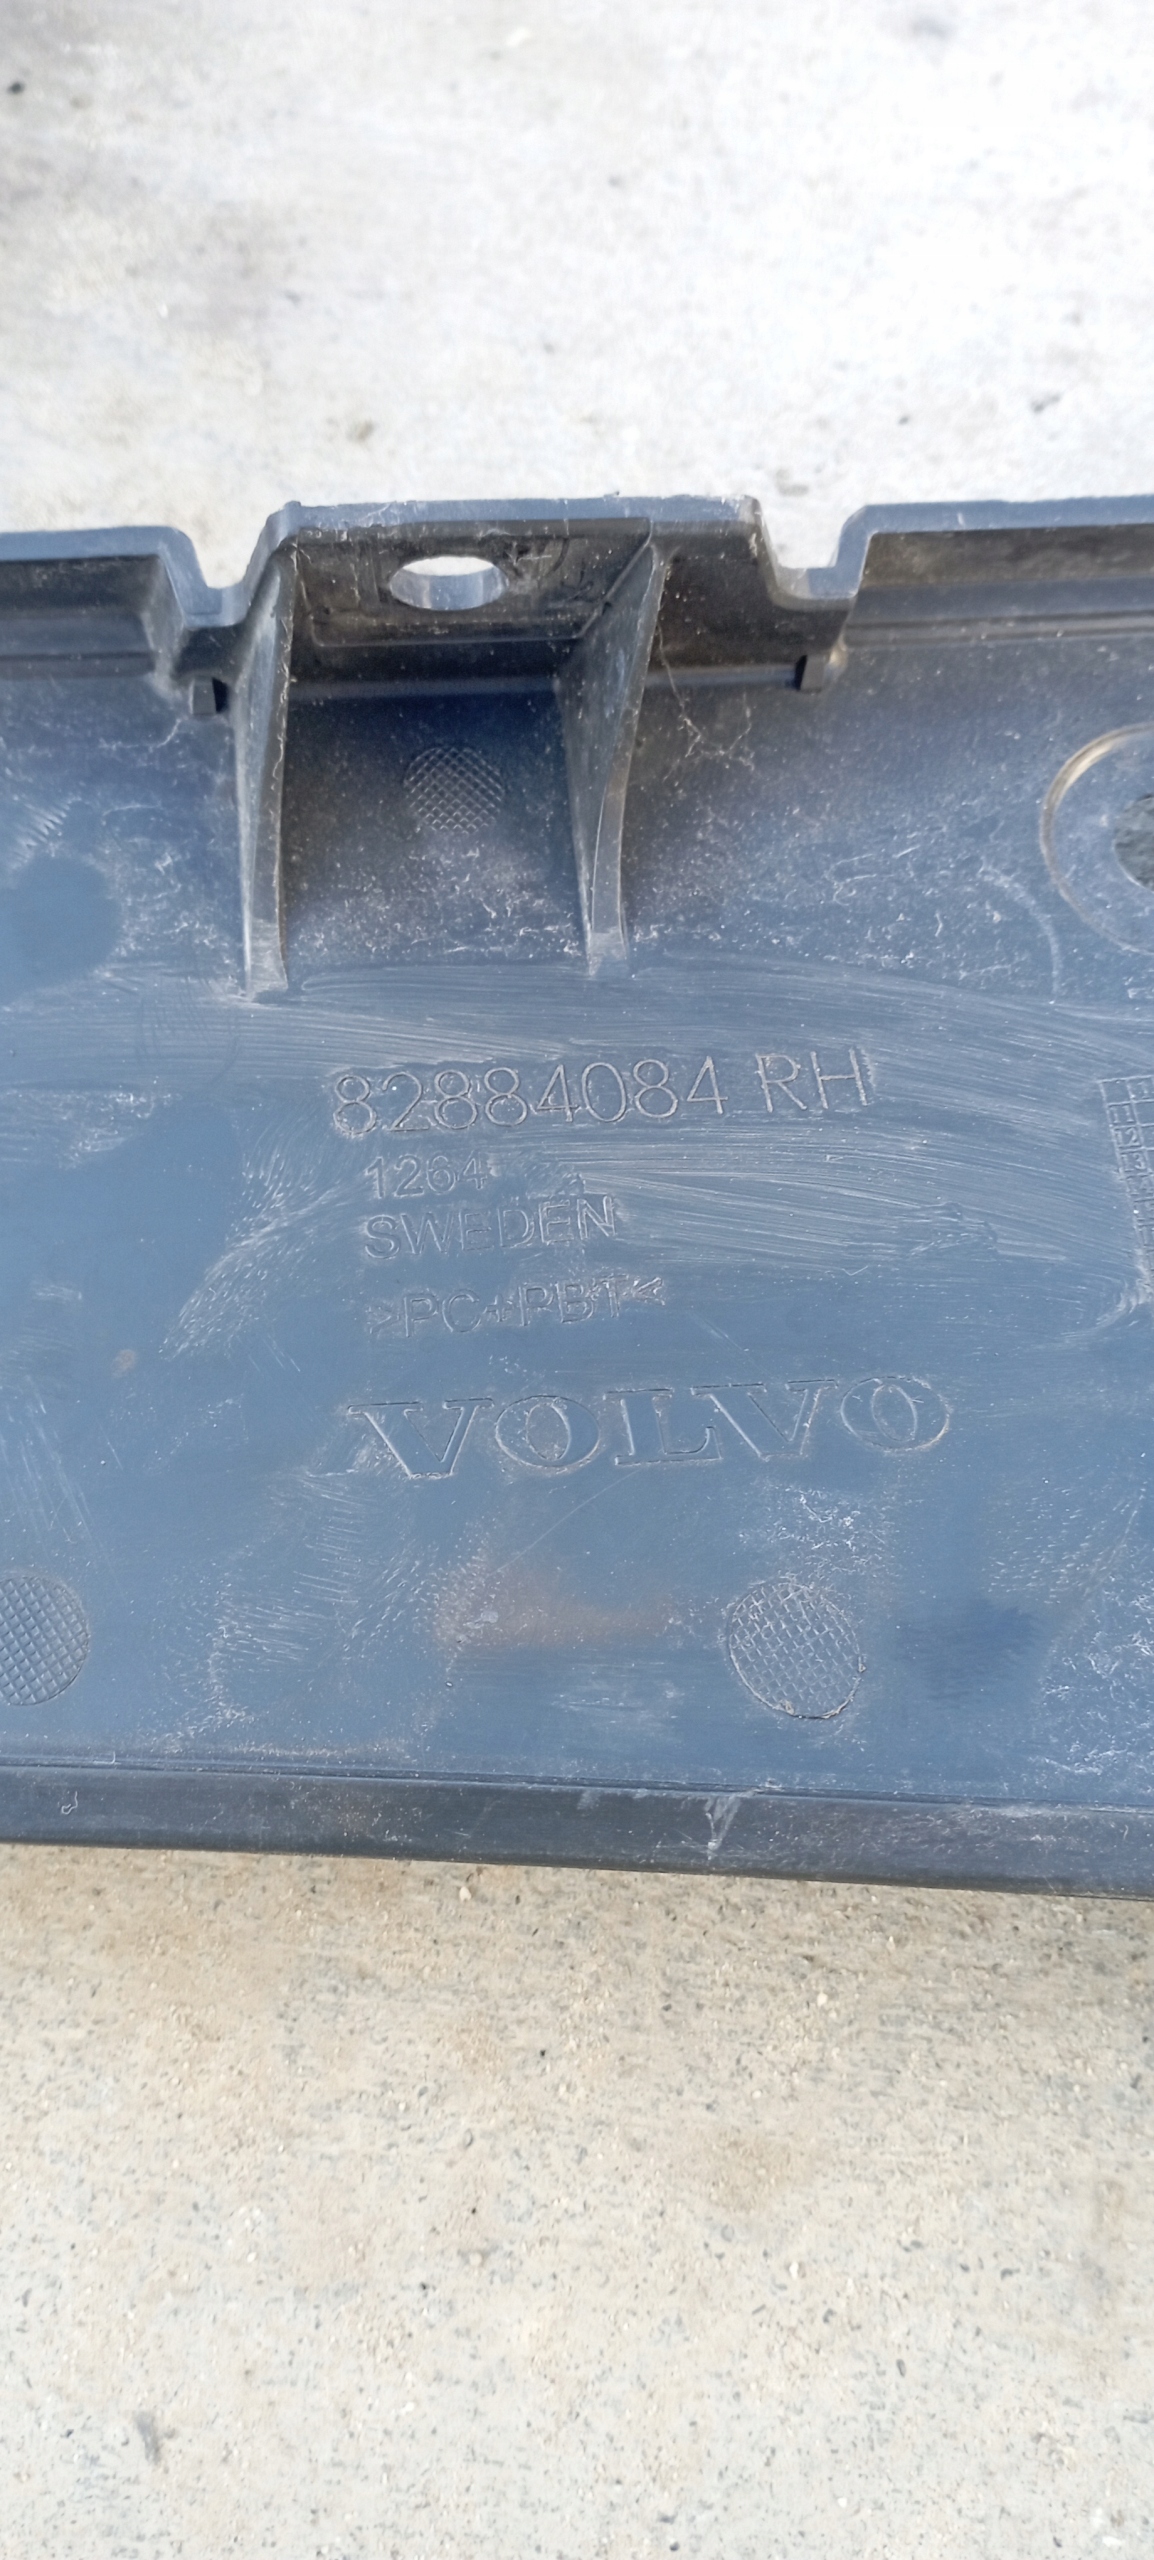 82884084 RH
1264
SWEDEN
>PC+PBT<
VOLVO